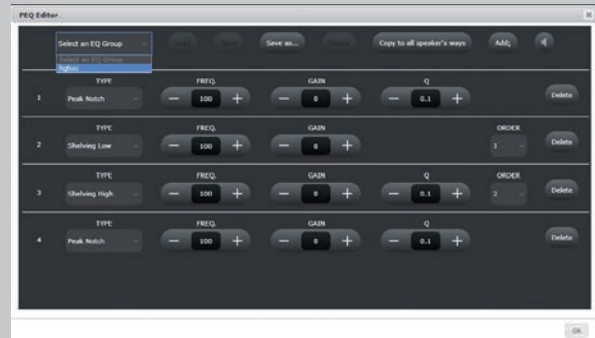 PEQ Editor
Select an EQ Group Load Save Save as... Delete Copy to all speaker's ways Add
Select an EQ Group
TYPE FREQ. GAIN Q
1 Peak Notch — 100 + — 0 + — 0.1 + Delete
TYPE FREQ. GAIN ORDER
2 Shelving Low — 100 + — 0 + 1 Delete
TYPE FREQ. GAIN Q ORDER
3 Shelving High — 100 + — 0 + — 0.1 + 2 Delete
TYPE FREQ. GAIN Q
4 Peak Notch — 100 + — 0 + — 0.1 + Delete
Ok